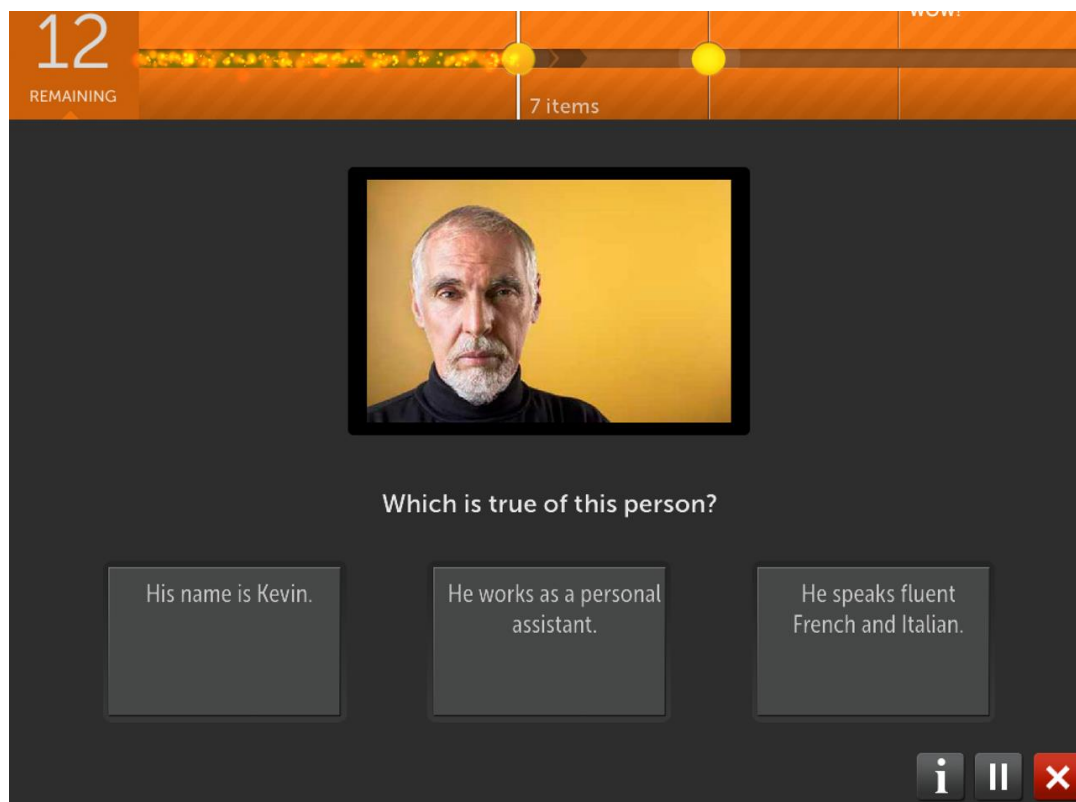 12
REMAINING
WOW!
7 items
Which is true of this person?
His name is Kevin.
He works as a personal
assistant.
He speaks fluent
French and Italian.
i